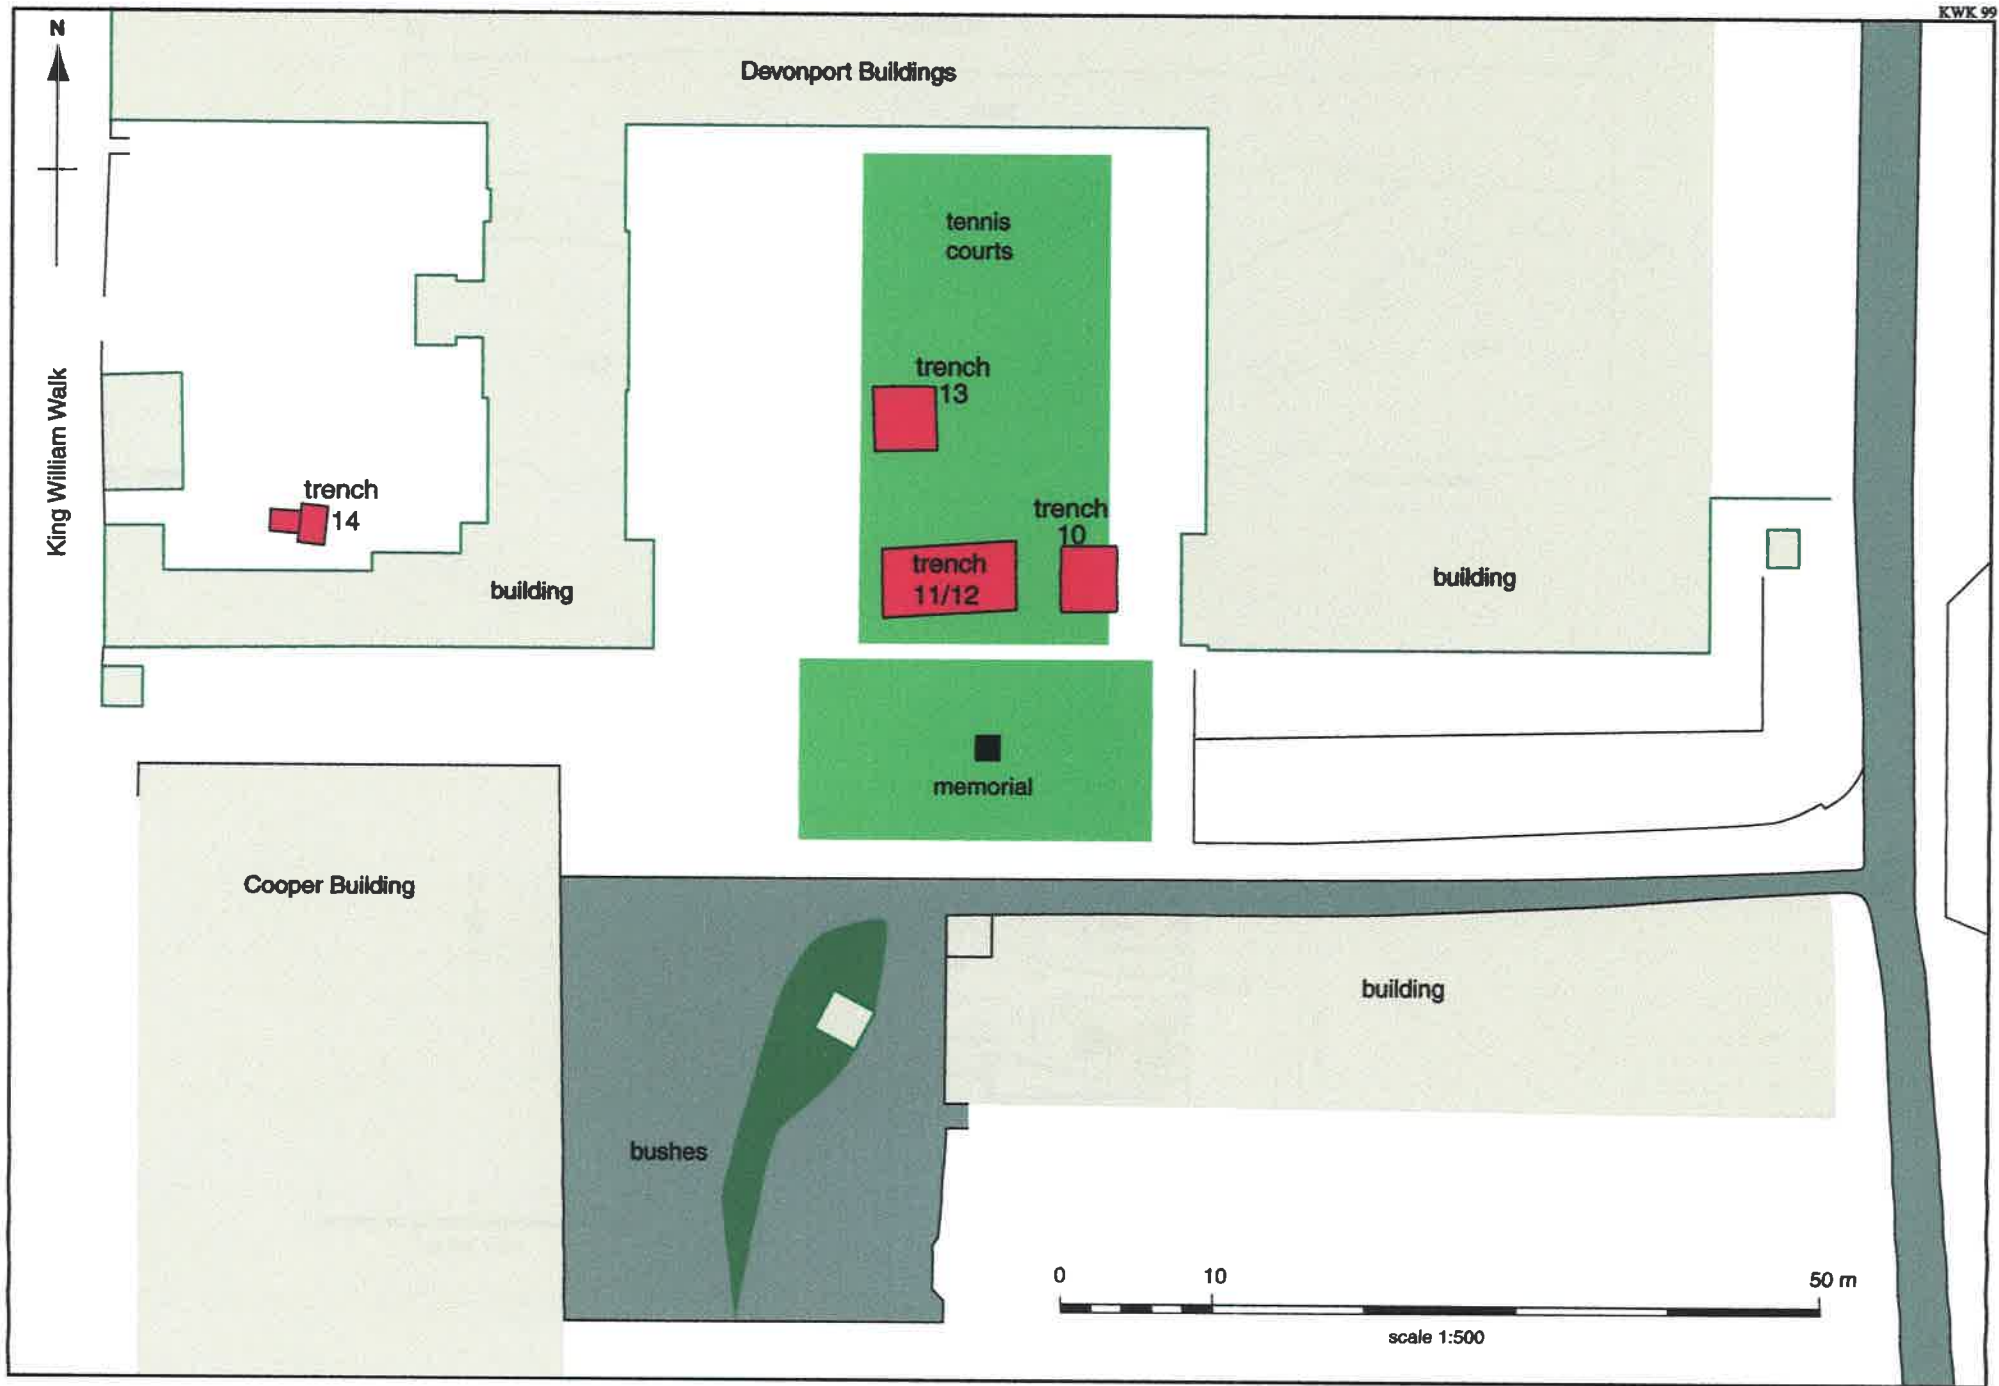 KWK 99
N
Devonport Buildings
tennis
courts
trench
13
King William Walk
trench
14
trench
10
trench
11/12
building
building
memorial
Cooper Building
building
bushes
0 10 50 m
scale 1:500